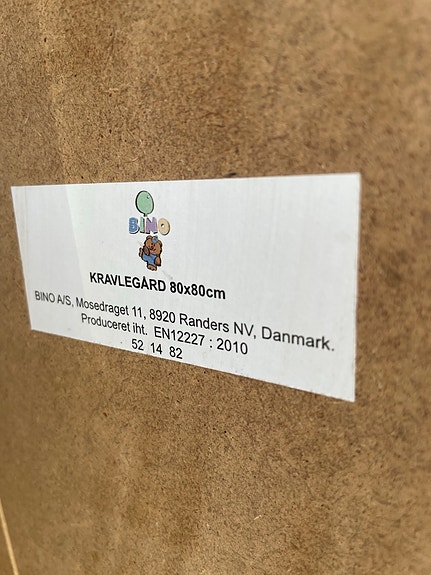 BINO
KRAVLEGÅRD 80x80cm
BINO A/S, Mosedraget 11, 8920 Randers NV, Danmark.
Produceret iht. EN12227 : 2010
52 14 82